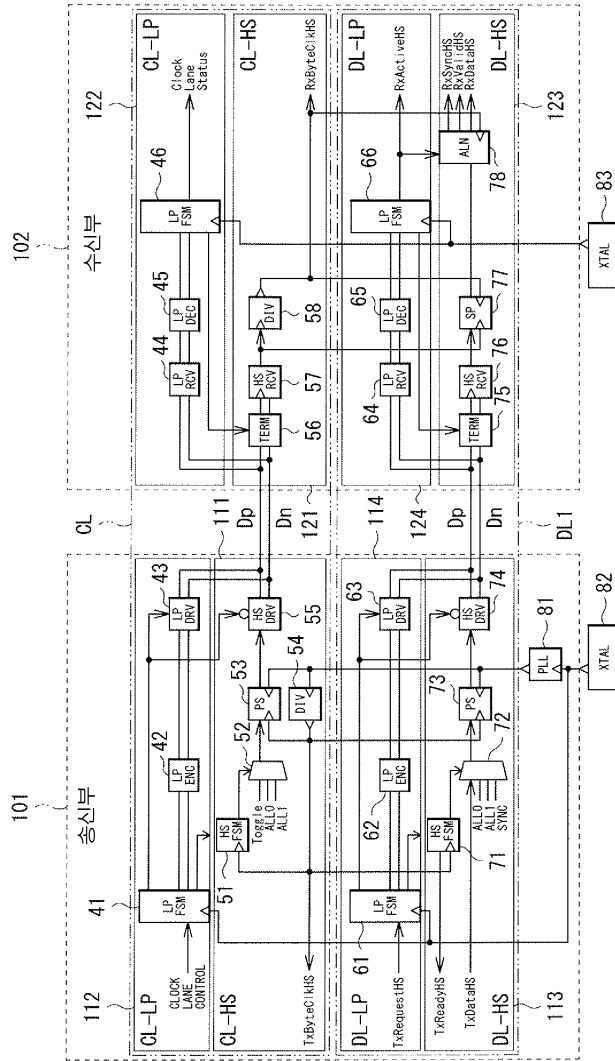 101
송신부
102
수신부
112
41
42
43
CL
44
45
46
122
CL-LP
CLOCK
LANE
CONTROL
LP
FSM
LP
ENC
LP
DRV
LP
RCV
LP
DEC
LP
FSM
Clock
Lane
Status
CL-LP
111
CL-HS
51
HS
FSM
52
Toggle
ALL0
ALL1
53
PS
54
DIV
HS
DRV
55
Dp
Dn
121
TERM
56
HS
RCV
57
DIV
58
CL-HS
TxByteClkHS
RxByteClkHS
DL-LP
TxRequestHS
LP
FSM
61
LP
ENC
62
LP
DRV
63
114
124
LP
RCV
64
LP
DEC
65
LP
FSM
66
RxActiveHS
DL-LP
TxReadyHS
TxDataHS
DL-HS
113
HS
FSM
71
72
ALL0
ALL1
SYNC
PS
73
HS
DRV
74
Dp
Dn
DL1
TERM
75
HS
RCV
76
SP
77
ALN
78
RxSyncHS
RxValidHS
RxDataHS
DL-HS
123
PLL
81
XTAL
82
XTAL
83